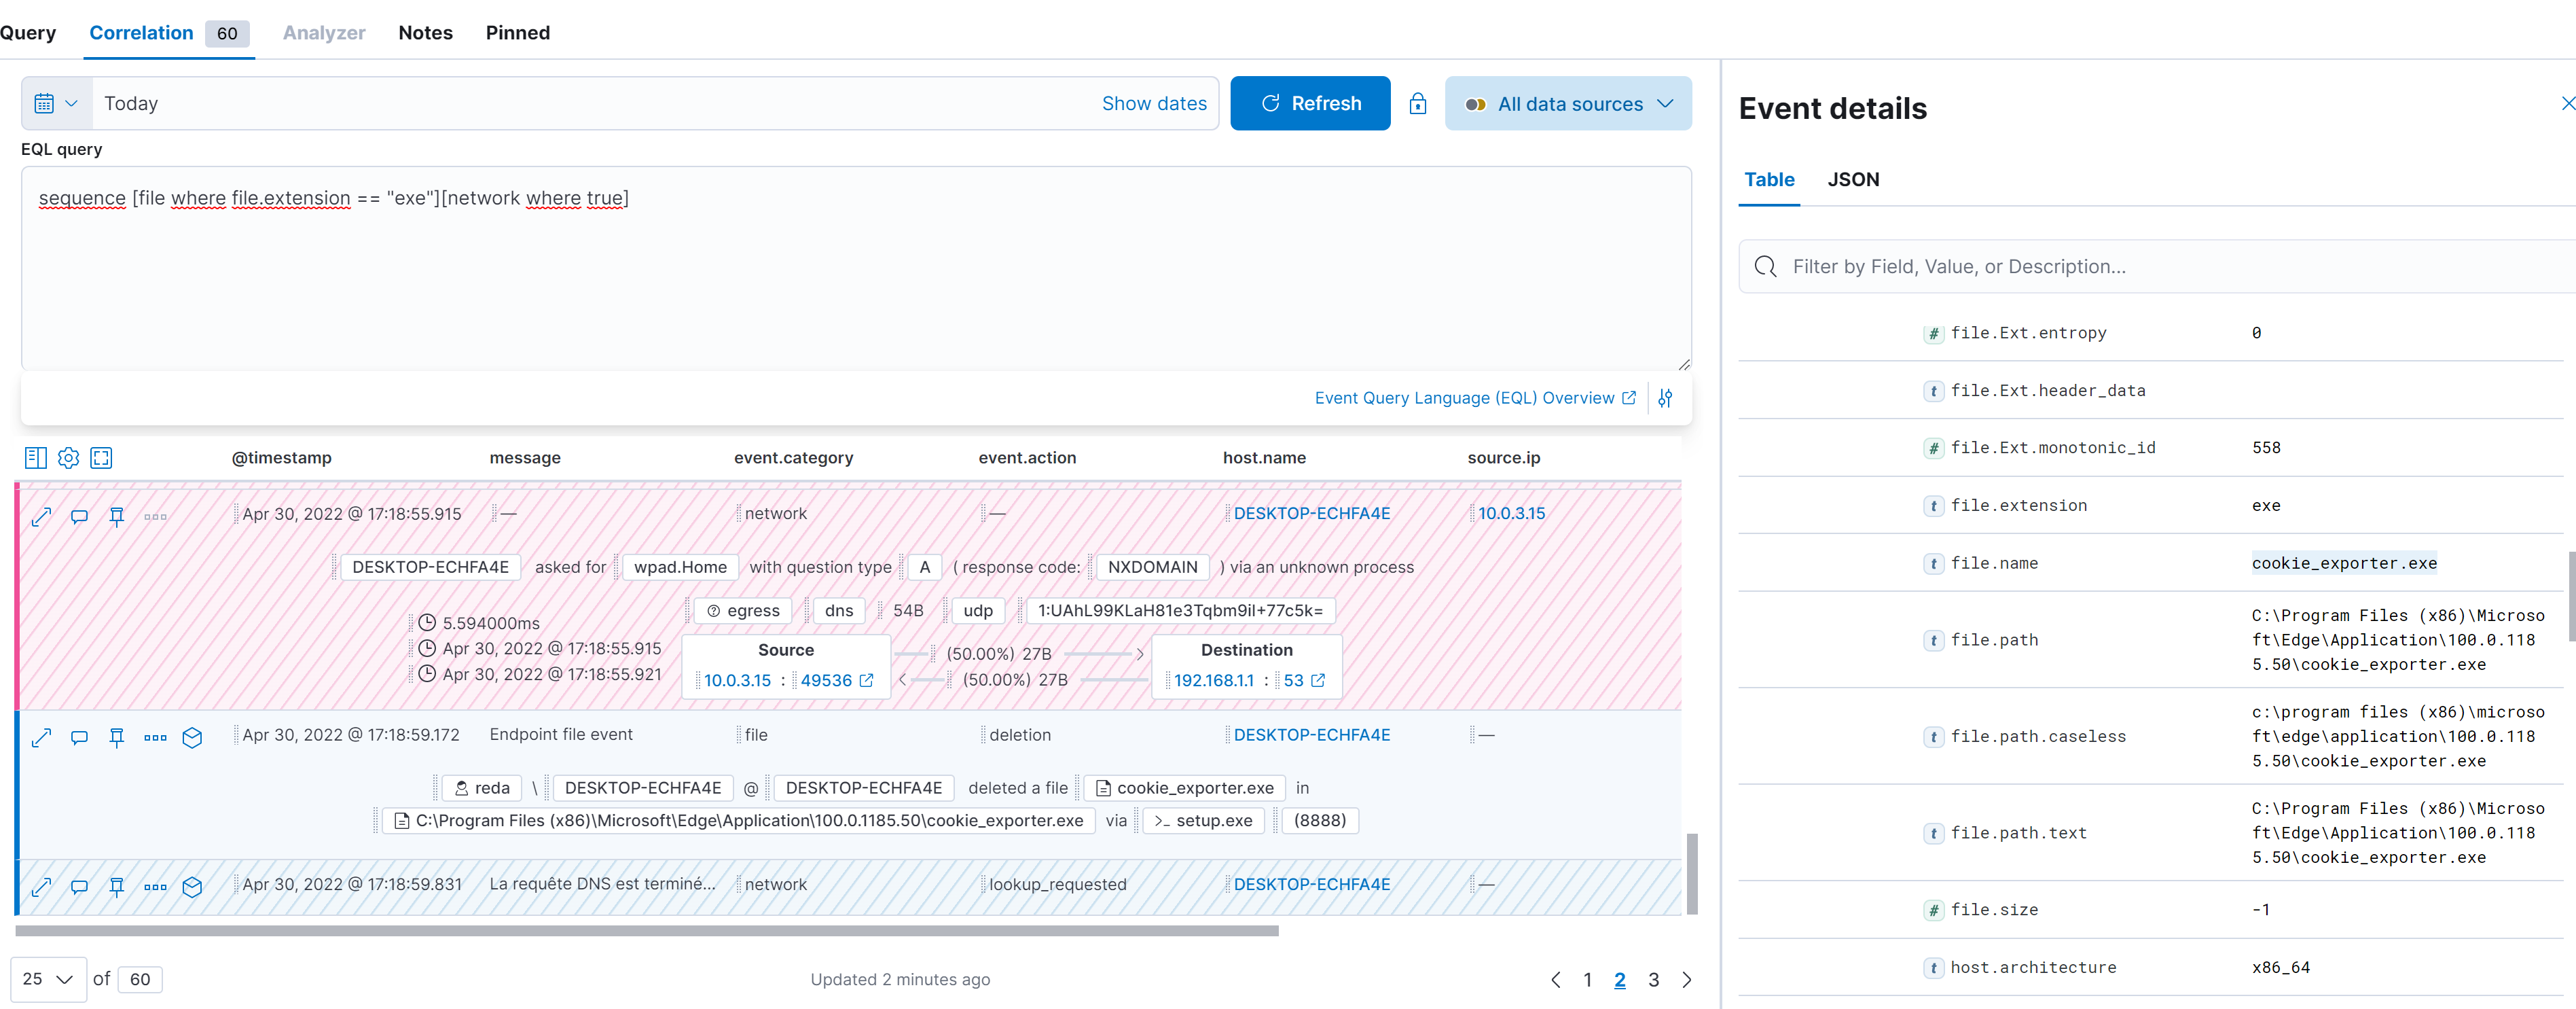 Query Correlation 60 Analyzer Notes Pinned
Today Show dates Refresh All data sources
EQL query
sequence [file where file.extension == "exe"][network where true]
Event Query Language (EQL) Overview
@timestamp message event.category event.action host.name source.ip
Apr 30, 2022 @ 17:18:55.915 — network — DESKTOP-ECHFA4E 10.0.3.15
DESKTOP-ECHFA4E asked for wpad.Home with question type A ( response code: NXDOMAIN ) via an unknown process
egress dns 54B udp 1:UAhL99KLaH81e3Tqbm9iI+77c5k=
5.594000ms
Apr 30, 2022 @ 17:18:55.915
Apr 30, 2022 @ 17:18:55.921
Source
10.0.3.15 : 49536
(50.00%) 27B
(50.00%) 27B
Destination
192.168.1.1 : 53
Apr 30, 2022 @ 17:18:59.172 Endpoint file event file deletion DESKTOP-ECHFA4E —
reda \ DESKTOP-ECHFA4E @ DESKTOP-ECHFA4E deleted a file cookie_exporter.exe in
C:\Program Files (x86)\Microsoft\Edge\Application\100.0.1185.50\cookie_exporter.exe via >_ setup.exe (8888)
Apr 30, 2022 @ 17:18:59.831 La requête DNS est terminé... network lookup_requested DESKTOP-ECHFA4E —
25 of 60 Updated 2 minutes ago 1 2 3
Event details
Table JSON
Filter by Field, Value, or Description...
# file.Ext.entropy 0
t file.Ext.header_data
# file.Ext.monotonic_id 558
t file.extension exe
t file.name cookie_exporter.exe
t file.path C:\Program Files (x86)\Microso
ft\Edge\Application\100.0.118
5.50\cookie_exporter.exe
t file.path.caseless c:\program files (x86)\microso
ft\edge\application\100.0.118
5.50\cookie_exporter.exe
t file.path.text C:\Program Files (x86)\Microso
ft\Edge\Application\100.0.118
5.50\cookie_exporter.exe
# file.size -1
t host.architecture x86_64